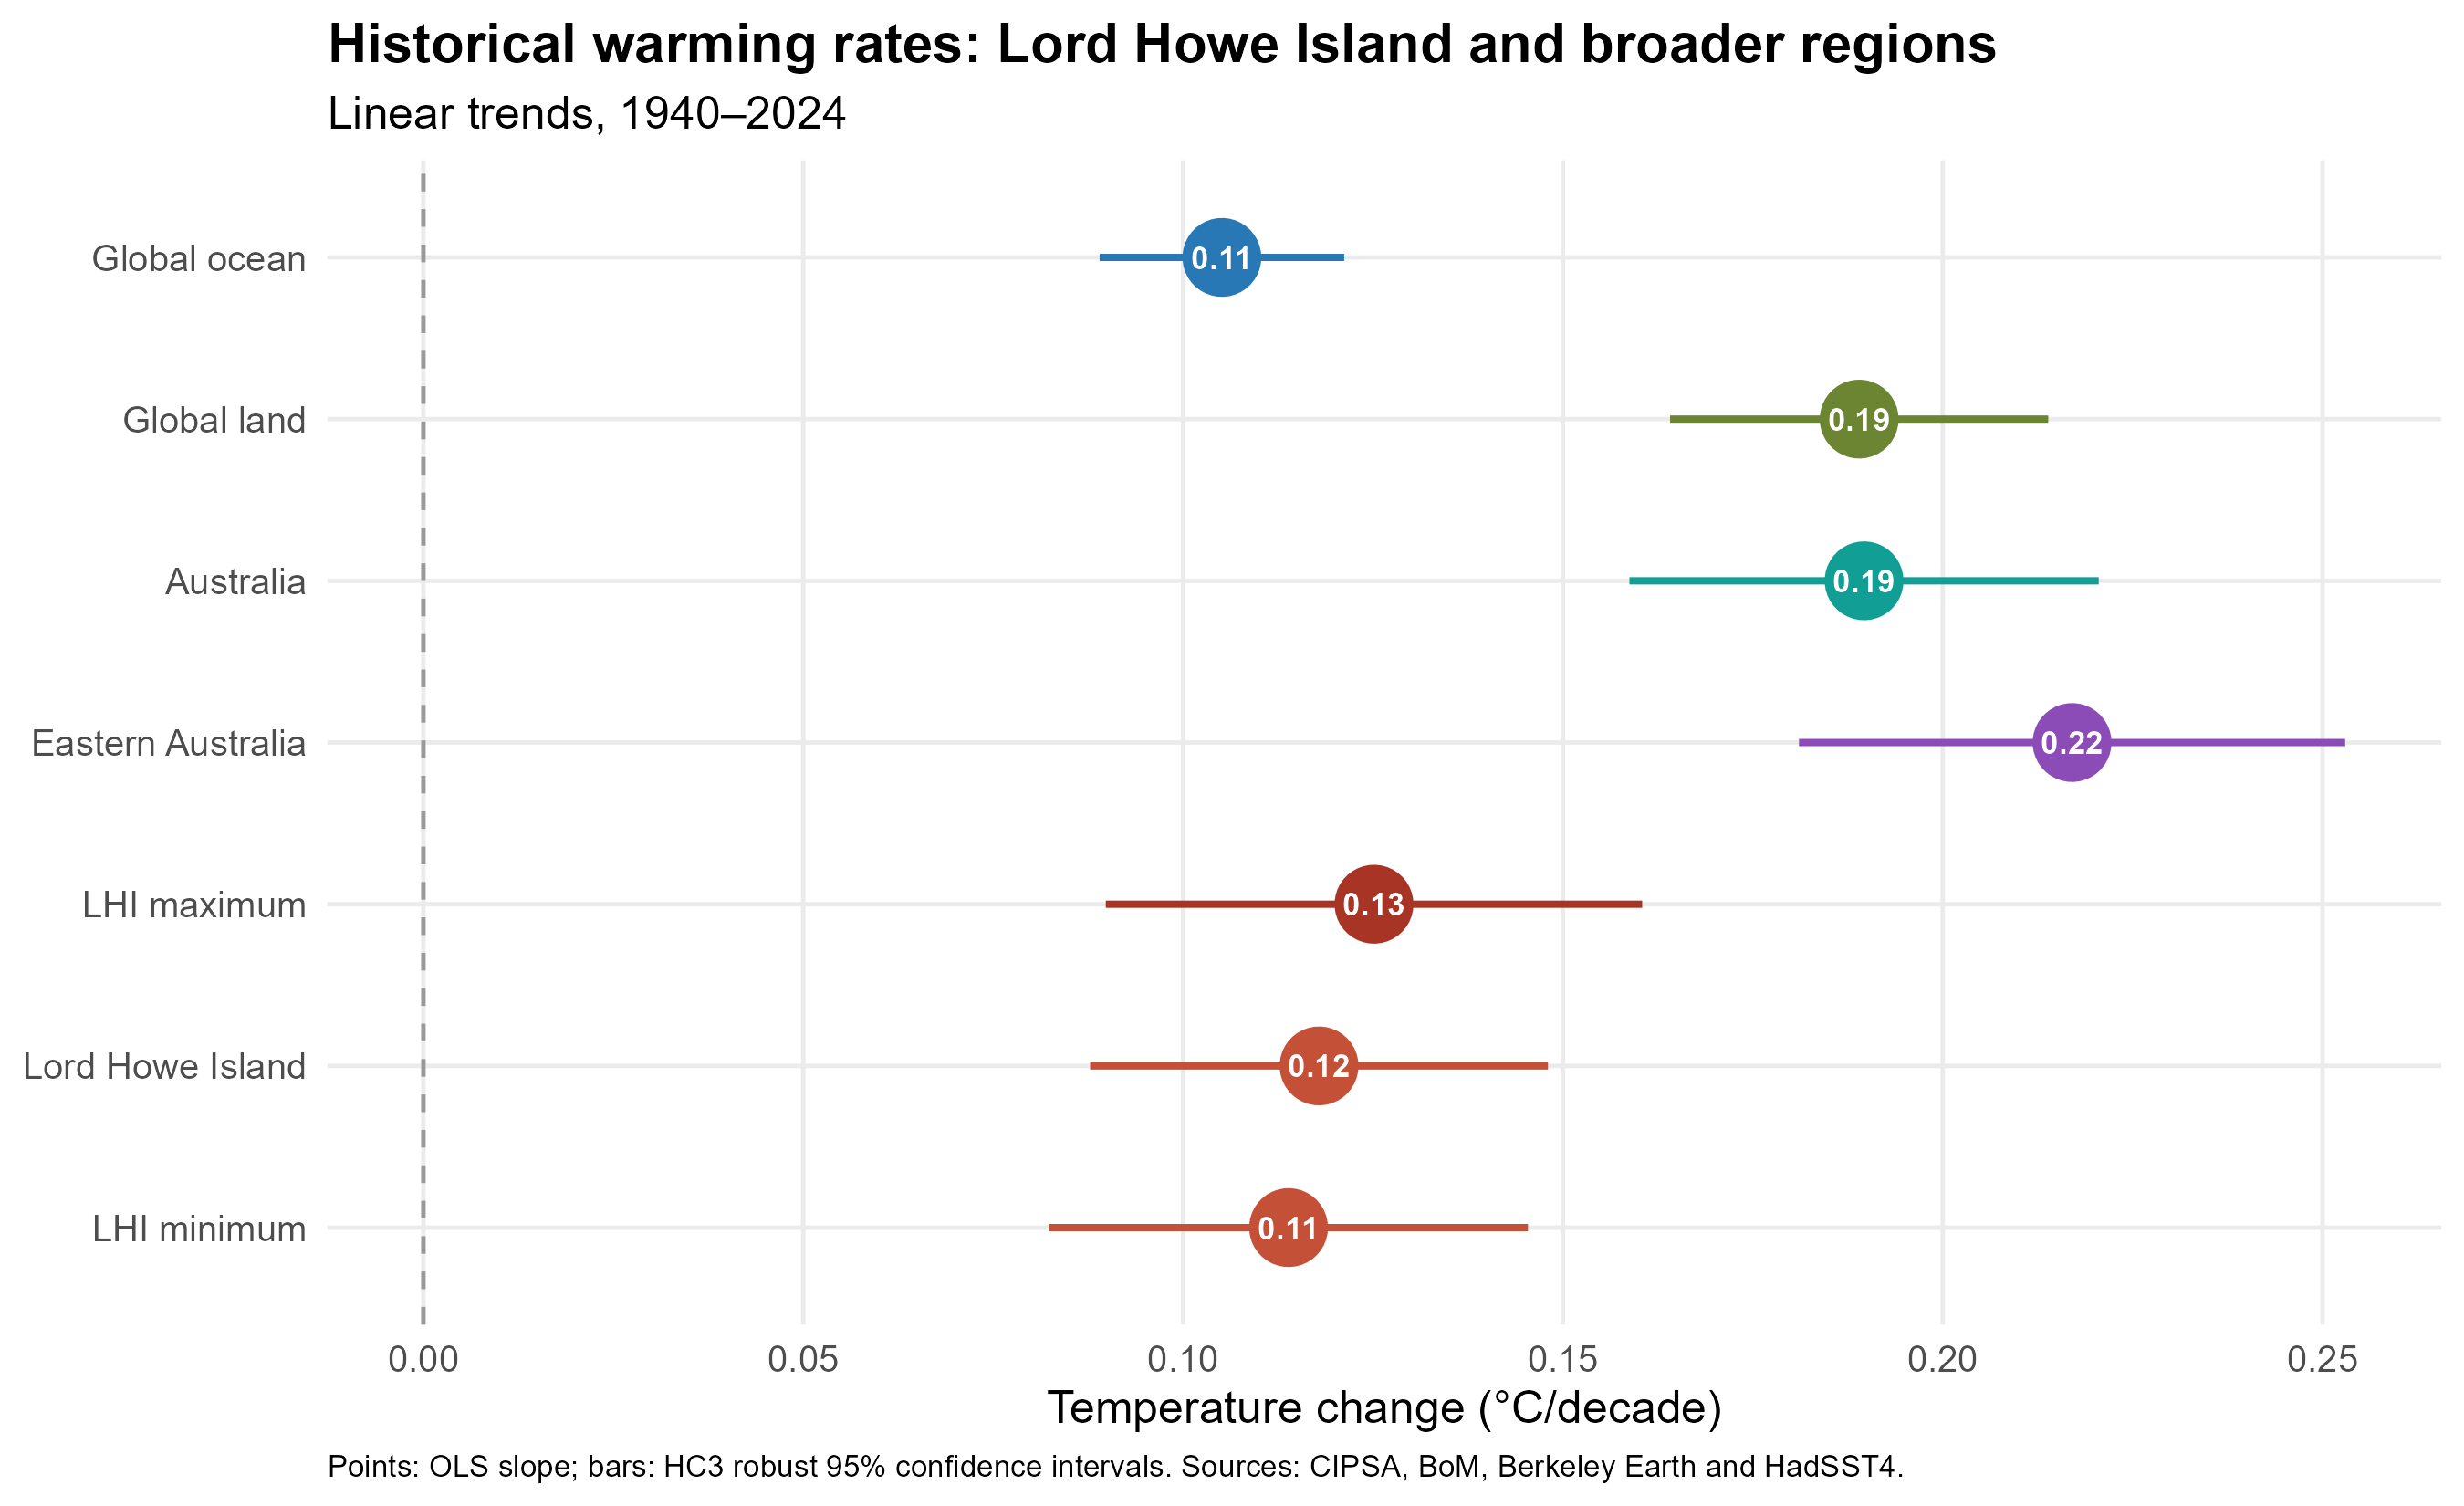 Historical warming rates: Lord Howe Island and broader regions
Linear trends, 1940–2024
Global ocean
0.11
Global land
0.19
Australia
0.19
Eastern Australia
0.22
LHI maximum
0.13
Lord Howe Island
0.12
LHI minimum
0.11
0.00 0.05 0.10 0.15 0.20 0.25
Temperature change (°C/decade)
Points: OLS slope; bars: HC3 robust 95% confidence intervals. Sources: CIPSA, BoM, Berkeley Earth and HadSST4.